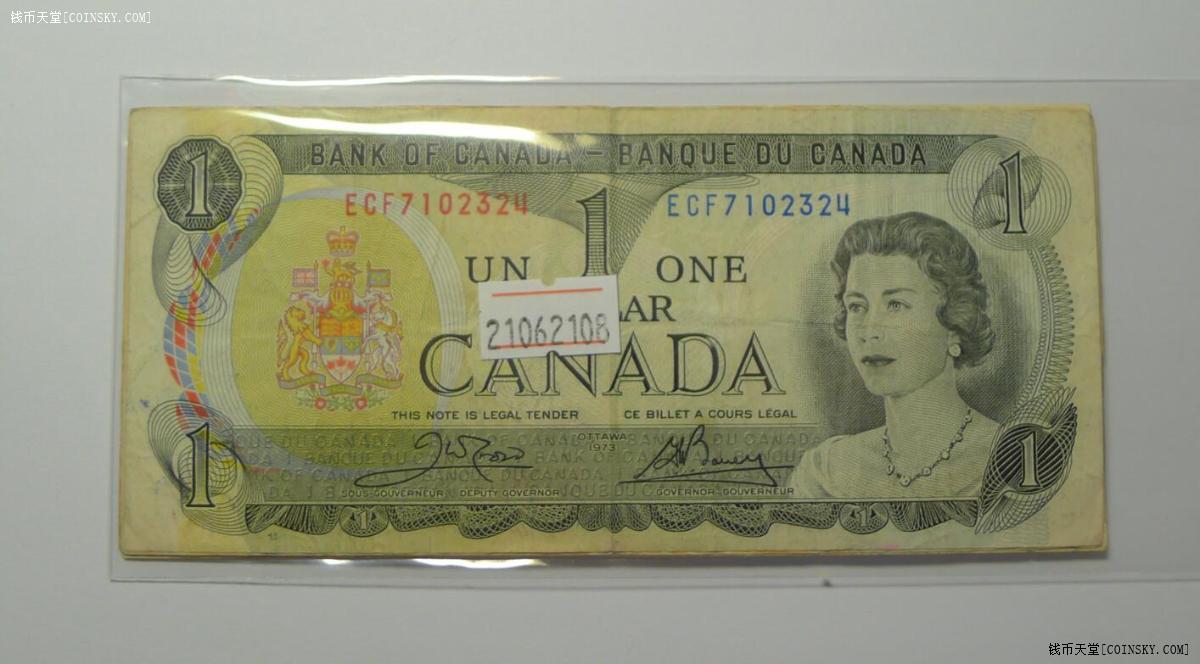 钱币天堂[COINSKY.COM]
1 BANK OF CANADA – BANQUE DU CANADA 1
ECF7102324 1 ECF7102324
UN ONE
LAR
21062108
CANADA
THIS NOTE IS LEGAL TENDER CE BILLET A COURS LÉGAL
OTTAWA
1973
SOUS-GOUVERNEUR DEPUTY GOVERNOR GOVERNOR-GOUVERNEUR
1 1
1 1
钱币天堂[COINSKY.COM]